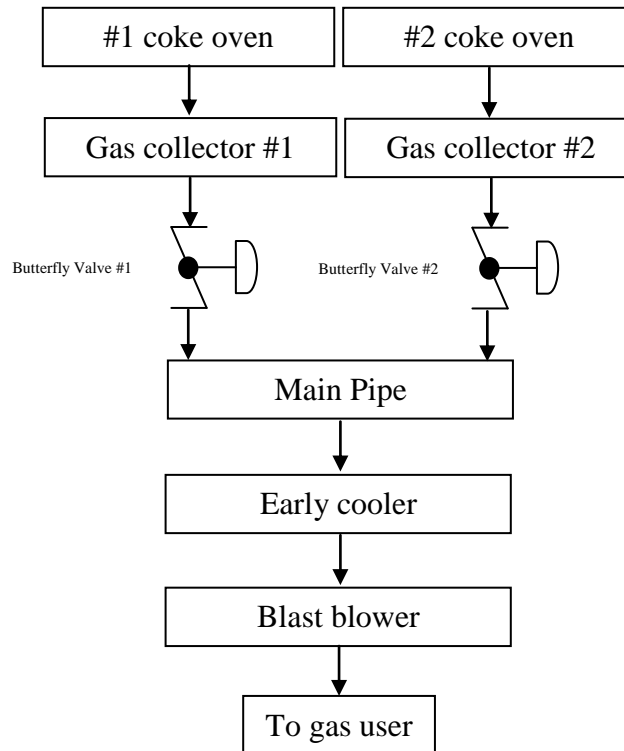 #1 coke oven
#2 coke oven
Gas collector #1
Gas collector #2
Butterfly Valve #1
Butterfly Valve #2
Main Pipe
Early cooler
Blast blower
To gas user